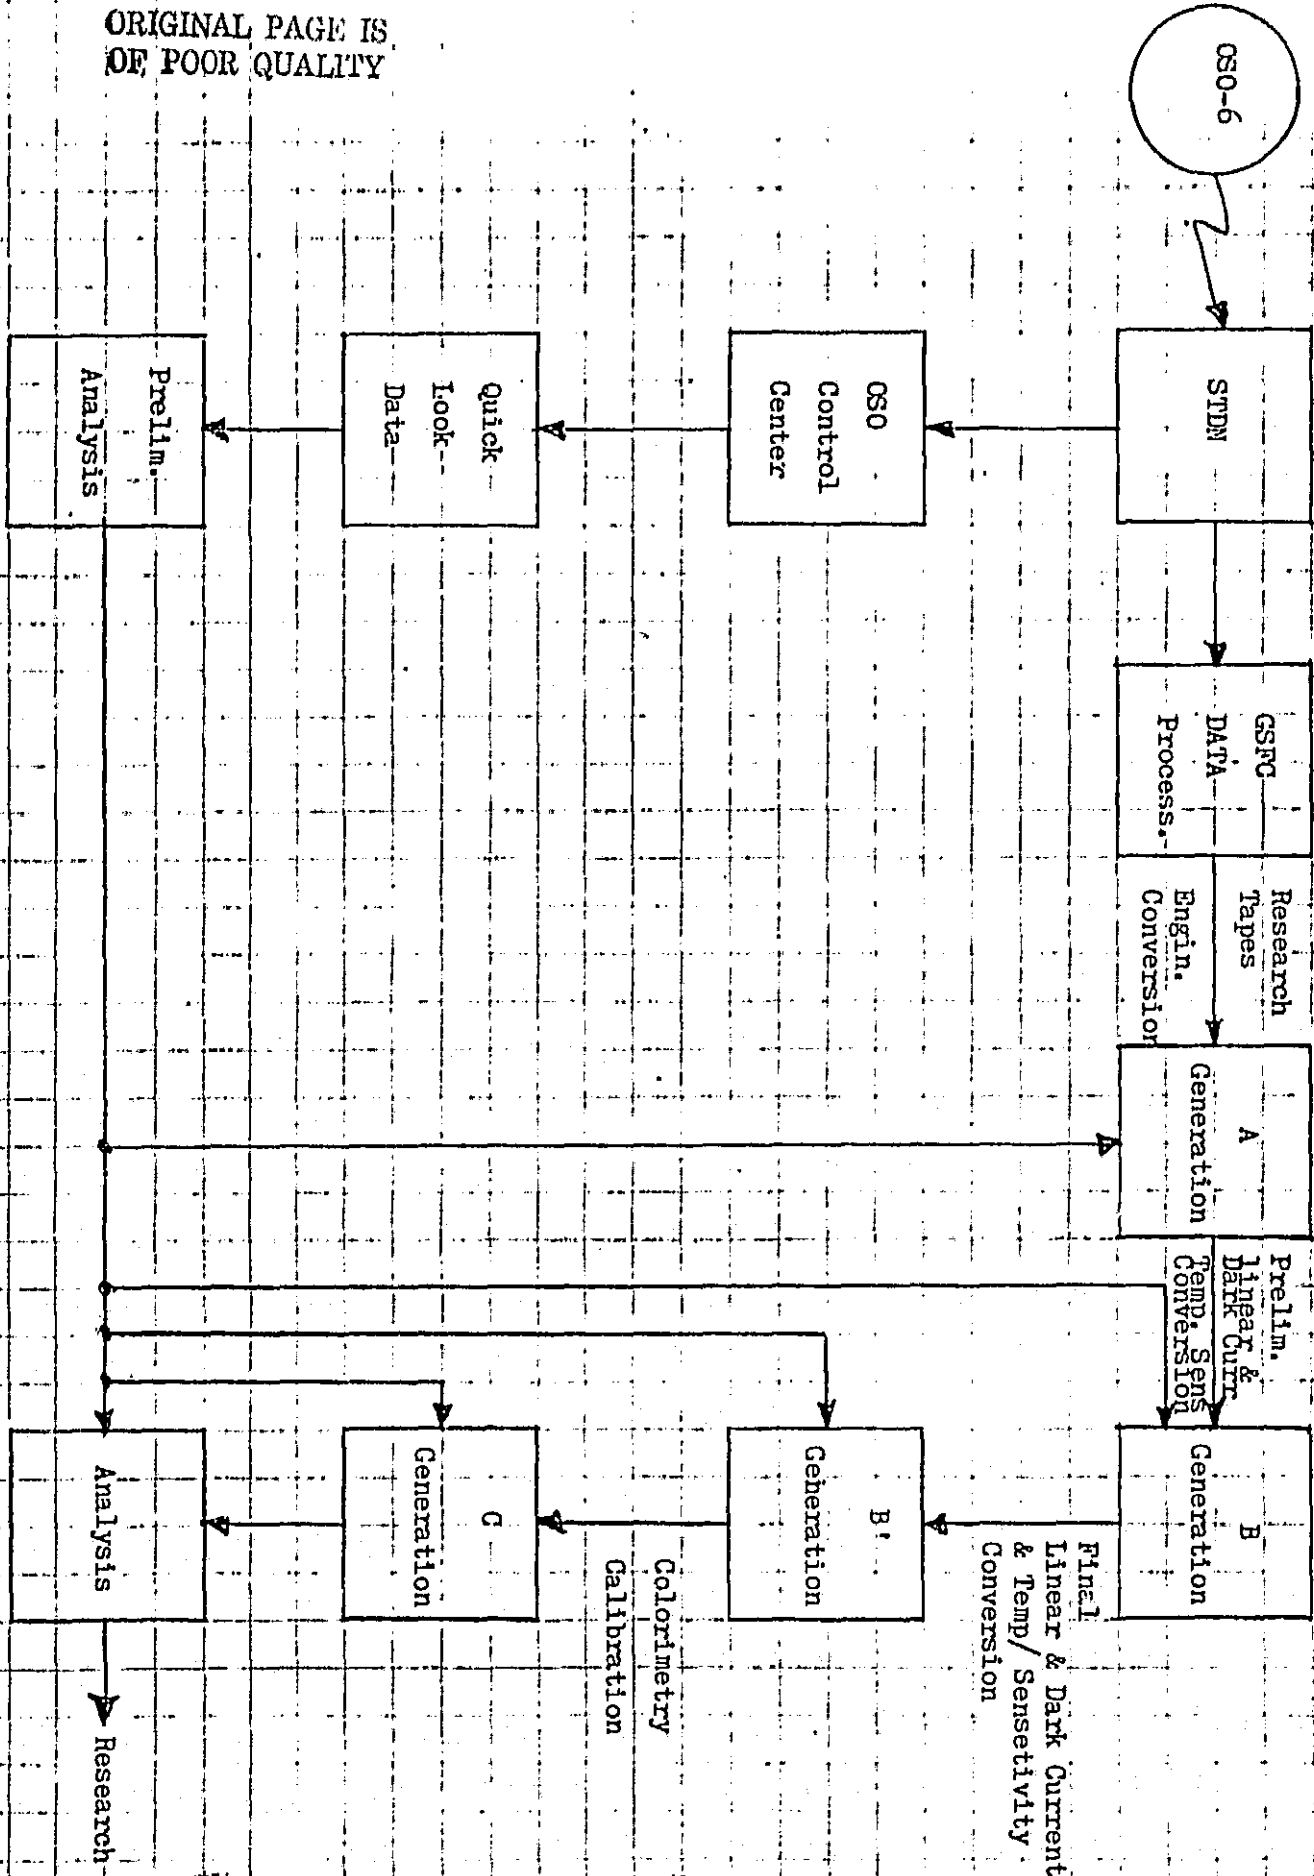 ORIGINAL PAGE IS
OF POOR QUALITY
OSO-6
STDN
GSFC
DATA
Process.
Research
Tapes
Engin.
Conversion
A
Generation
Prelim.
linear &
Dark Curr
Temp. Sens
Conversion
B
Generation
Final
Linear & Dark Current
& Temp/ Sensetivity
Conversion
OSO
Control
Center
B'
Generation
Colorimetry
Calibration
Quick
Look
Data
C
Generation
Prelim.
Analysis
Analysis
Research